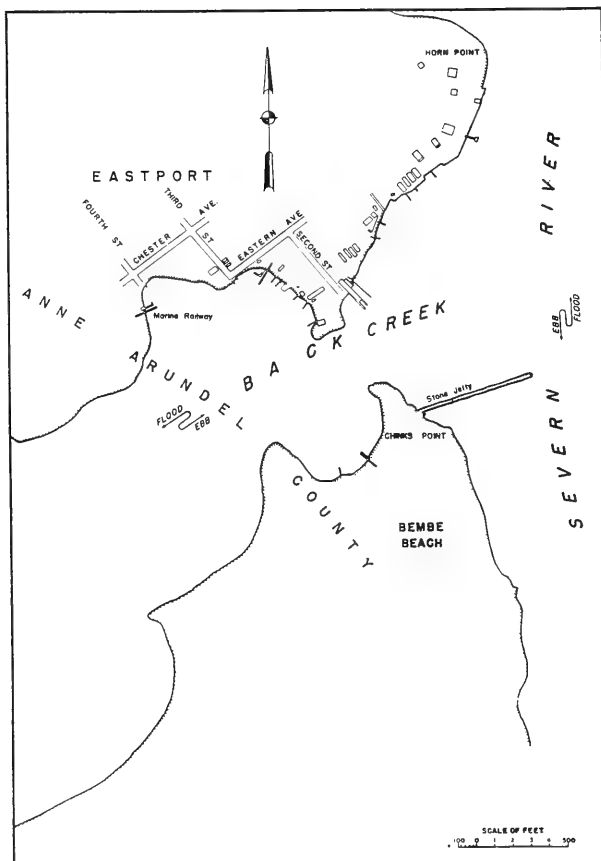 HORN POINT
EASTPORT
THIRD ST
FOURTH ST
CHESTER AVE.
EASTERN AVE
SECOND ST
SEVERN RIVER
ANNE ARUNDEL COUNTY
Marine Railway
BACK CREEK
EBB
FLOOD
FLOOD
EBB
Stone Jetty
CHINKS POINT
BEMBE
BEACH
SCALE OF FEET
100 0 1 2 3 4 500